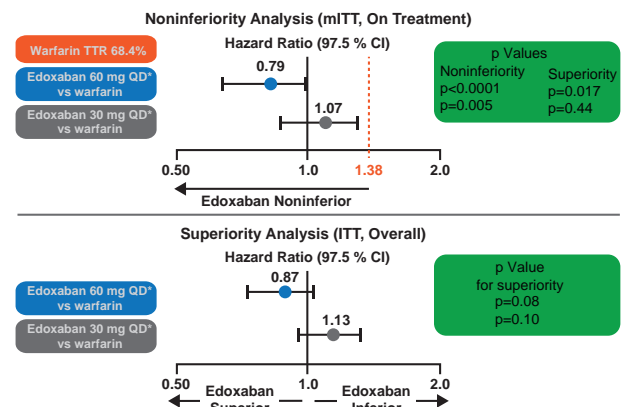 Noninferiority Analysis (mITT, On Treatment)
Hazard Ratio (97.5 % CI)
Warfarin TTR 68.4%
Edoxaban 60 mg QD*
vs warfarin
Edoxaban 30 mg QD*
vs warfarin
0.79
1.07
p Values
Noninferiority Superiority
p<0.0001 p=0.017
p=0.005 p=0.44
0.50 1.0 1.38 2.0
Edoxaban Noninferior
Superiority Analysis (ITT, Overall)
Hazard Ratio (97.5 % CI)
Edoxaban 60 mg QD*
vs warfarin
Edoxaban 30 mg QD*
vs warfarin
0.87
1.13
p Value
for superiority
p=0.08
p=0.10
0.50 1.0 2.0
Edoxaban Edoxaban
Superior Inferior